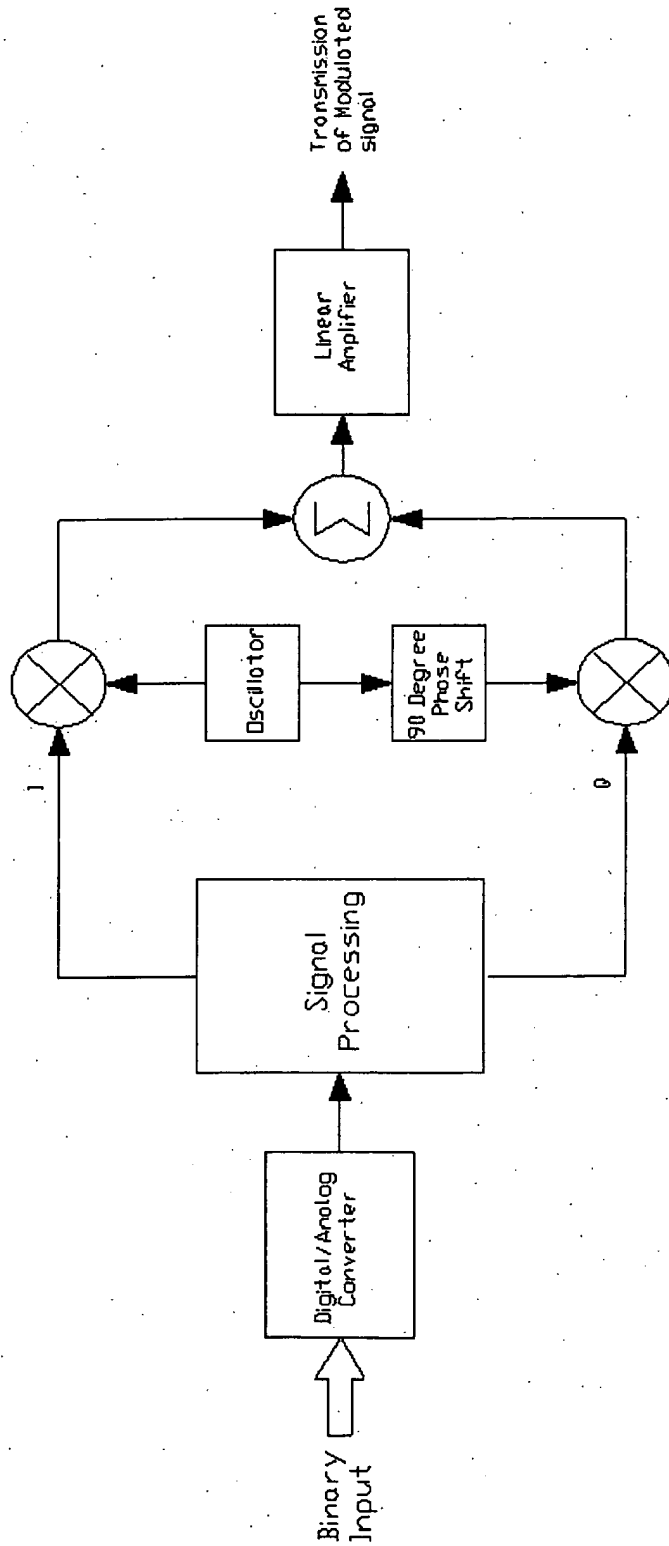 Binary
Input
Digital/Analog
Converter
Signal
Processing
I
Q
Oscillator
90 Degree
Phase
Shift
Σ
Linear
Amplifier
Transmission
of Modulated
signal